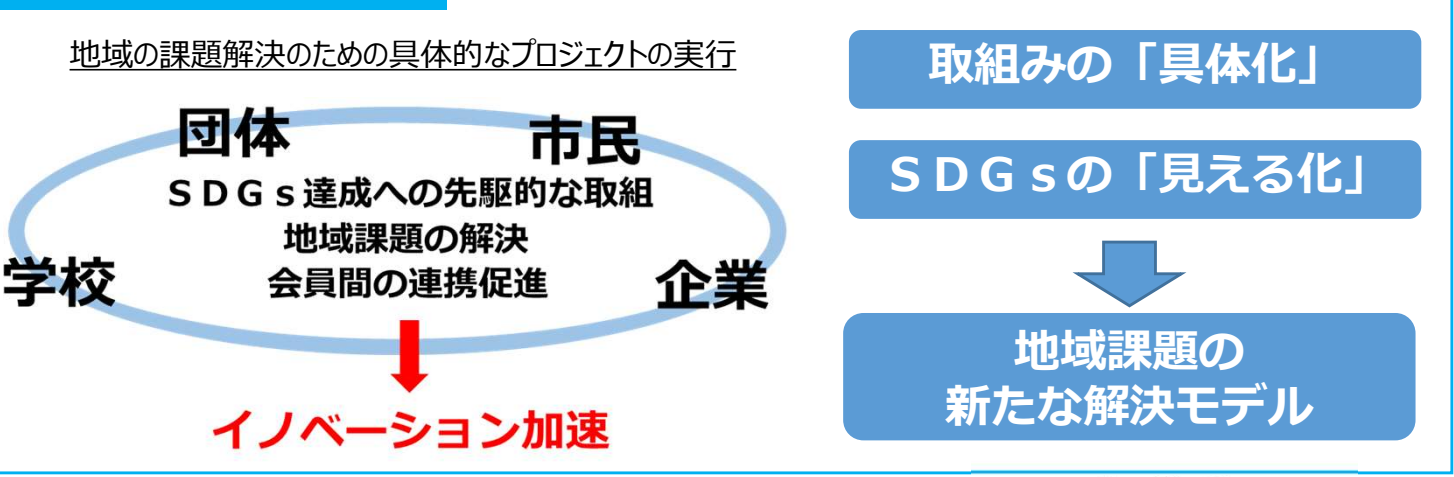 地域の課題解決のための具体的なプロジェクトの実行
団体
市民
ＳＤＧｓ達成への先駆的な取組
地域課題の解決
会員間の連携促進
学校
企業
イノベーション加速
取組みの「具体化」
ＳＤＧｓの「見える化」
地域課題の
新たな解決モデル